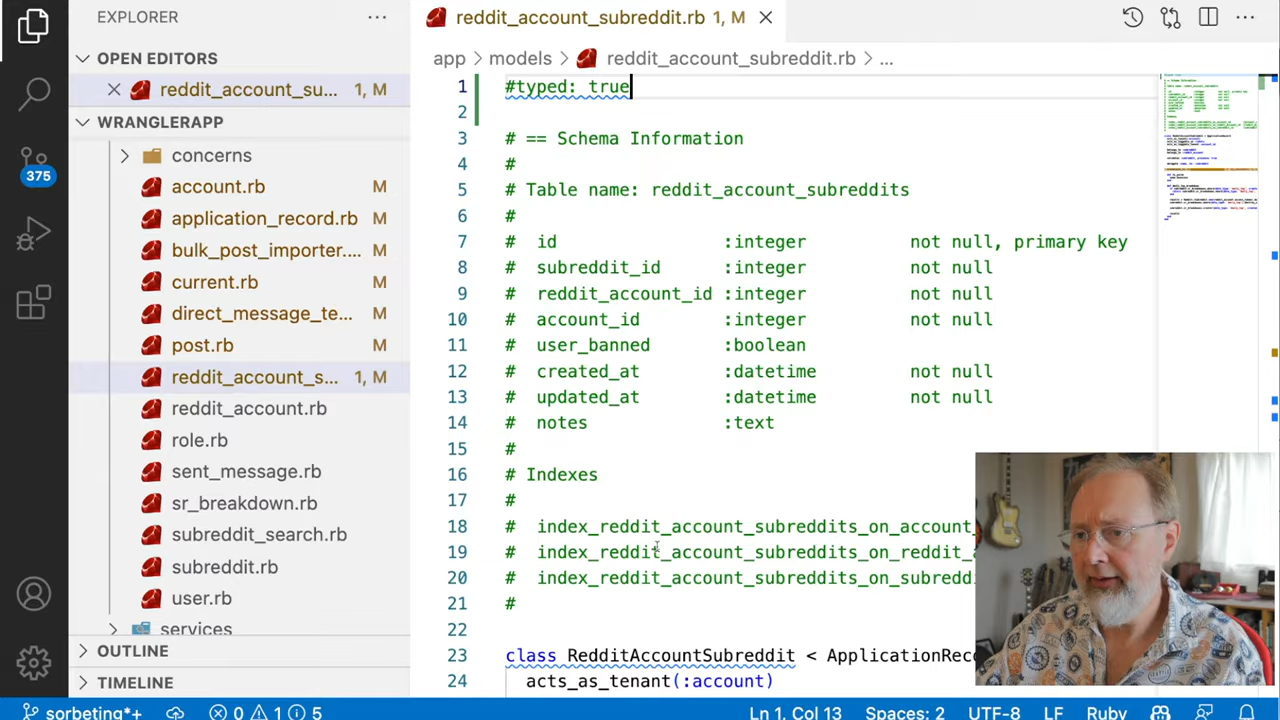 EXPLORER
reddit_account_subreddit.rb 1, M
OPEN EDITORS
reddit_account_su... 1, M
WRANGLERAPP
concerns
account.rb M
application_record.rb M
bulk_post_importer.... M
current.rb M
direct_message_te... M
post.rb M
reddit_account_s... 1, M
reddit_account.rb
role.rb
sent_message.rb
sr_breakdown.rb
subreddit_search.rb
subreddit.rb
user.rb
services
OUTLINE
TIMELINE
375
app > models > reddit_account_subreddit.rb > ...
1 #typed: true
2
3 # == Schema Information
4 #
5 # Table name: reddit_account_subreddits
6 #
7 # id :integer not null, primary key
8 # subreddit_id :integer not null
9 # reddit_account_id :integer not null
10 # account_id :integer not null
11 # user_banned :boolean
12 # created_at :datetime not null
13 # updated_at :datetime not null
14 # notes :text
15 #
16 # Indexes
17 #
18 # index_reddit_account_subreddits_on_account_
19 # index_reddit_account_subreddits_on_reddit_
20 # index_reddit_account_subreddits_on_subreddi
21 #
22
23 class RedditAccountSubreddit < ApplicationReco
24 acts_as_tenant(:account)
sorbeting*+ 0 1 5 Ln 1, Col 13 Spaces: 2 UTF-8 LF Ruby